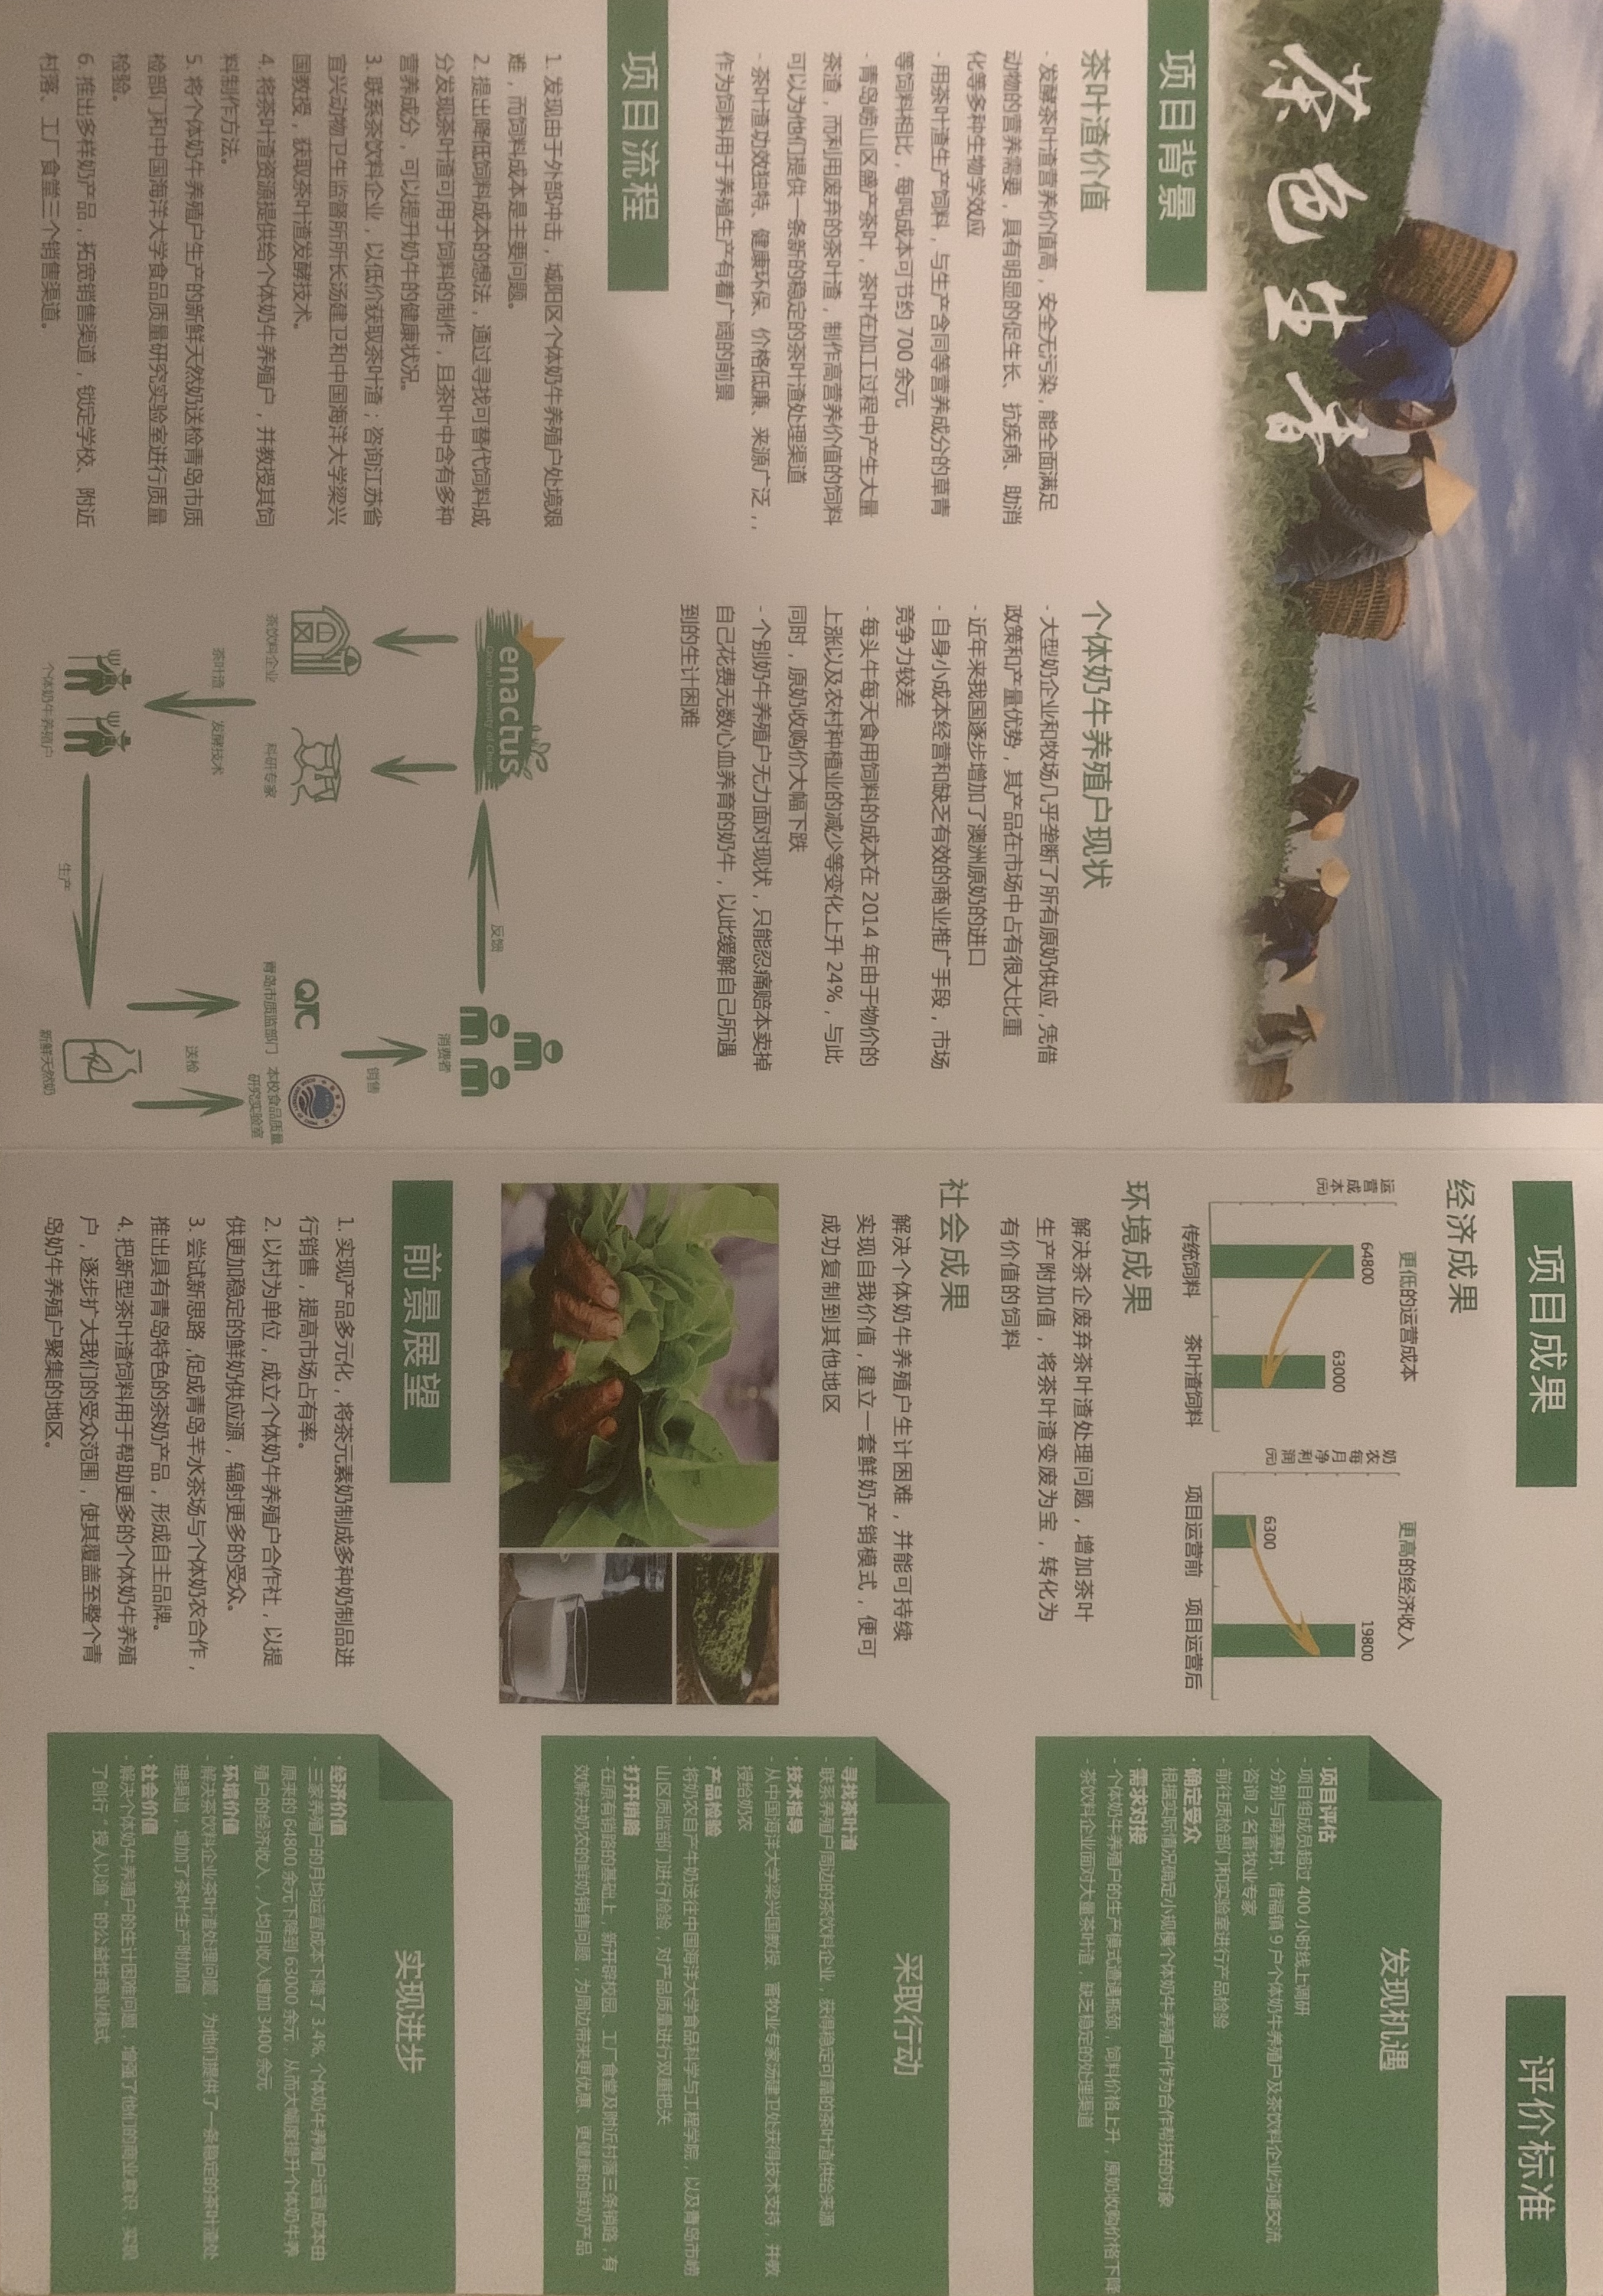 茶色生香
项目背景
茶叶渣价值
- 发酵茶叶渣营养价值高，安全无污染，能全面满足
动物的营养需要，具有明显的促生长、抗疾病、助消
化等多种生物学效应
- 用茶叶渣生产饲料，与生产含同等营养成分的草青
等饲料相比，每吨成本可节约 700 余元
- 青岛崂山区盛产茶叶，茶叶在加工过程中产生大量
茶渣，而利用废弃的茶叶渣，制作高营养价值的饲料
可以为他们提供一条新的稳定的茶叶渣处理渠道
- 茶叶渣功效独特、健康环保、价格低廉、来源广泛，,
作为饲料用于养殖生产有着广阔的前景
个体奶牛养殖户现状
- 大型奶企业和牧场几乎垄断了所有原奶供应，凭借
政策和产量优势，其产品在市场中占有很大比重
- 近年来我国逐步增加了澳洲原奶的进口
- 自身小成本经营和缺乏有效的商业推广手段，市场
竞争力较差
- 每头牛每天食用饲料的成本在 2014 年由于物价的
上涨以及农村种植业的减少等变化上升 24%，与此
同时，原奶收购价大幅下跌
- 个别奶牛养殖户无力面对现状，只能忍痛赔本卖掉
自己花费无数心血养育的奶牛，以此缓解自己所遇
到的生计困难
项目流程
1. 发现由于外部冲击，城阳区个体奶牛养殖户处境艰
难，而饲料成本是主要问题。
2. 提出降低饲料成本的想法，通过寻找可替代饲料成
分发现茶叶渣可用于饲料的制作，且茶叶中含有多种
营养成分，可以提升奶牛的健康状况。
3. 联系茶饮料企业，以低价获取茶叶渣；咨询江苏省
宜兴动物卫生监督所所长汤建卫和中国海洋大学梁兴
国教授，获取茶叶渣发酵技术。
4. 将茶叶渣资源提供给个体奶牛养殖户，并教授其饲
料制作方法。
5. 将个体奶牛养殖户生产的新鲜天然奶送检青岛市质
检部门和中国海洋大学食品质量研究实验室进行质量
检验。
6. 推出多样奶产品，拓宽销售渠道，锁定学校、附近
村落、工厂食堂三个销售渠道。
enactus
Ocean University of China
反馈
消费者
茶饮料企业
科研专家
销售
QTC
青岛市质监部门
本校食品质量
研究实验室
茶叶渣
发酵技术
送检
个体奶牛养殖户
生产
新鲜天然奶
项目成果
经济成果
更低的运营成本
运营成本(元)
64800
63000
传统饲料
茶叶渣饲料
更高的经济收入
奶农每月净利润(元)
6300
19800
项目运营前
项目运营后
环境成果
解决茶企废弃茶叶渣处理问题，增加茶叶
生产附加值，将茶叶渣变废为宝，转化为
有价值的饲料
社会成果
解决个体奶牛养殖户生计困难，并能可持续
实现自我价值，建立一套鲜奶产销模式，便可
成功复制到其他地区
前景展望
1. 实现产品多元化，将茶元素奶制成多种奶制品进
行销售，提高市场占有率。
2. 以村为单位，成立个体奶牛养殖户合作社，以提
供更加稳定的鲜奶供应源，辐射更多的受众。
3. 尝试新思路,促成青岛芊水茶场与个体奶农合作，
推出具有青岛特色的茶奶产品，形成自主品牌。
4. 把新型茶叶渣饲料用于帮助更多的个体奶牛养殖
户，逐步扩大我们的受众范围，使其覆盖至整个青
岛奶牛养殖户聚集的地区。
评价标准
发现机遇
· 项目评估
- 项目组成员超过 400 小时线上调研
- 分别与南寨村、惜福镇 9 户个体奶牛养殖户及茶饮料企业沟通交流
- 咨询 2 名畜牧业专家
- 前往质检部门和实验室进行产品检验
· 确定受众
- 根据实际情况确定小规模个体奶牛养殖户作为合作帮扶的对象
· 需求对接
- 个体奶牛养殖户的生产模式遭遇瓶颈，饲料价格上升，原奶收购价格下降
- 茶饮料企业面对大量茶叶渣，缺乏稳定的处理渠道
采取行动
· 寻找茶叶渣
- 联系养殖户周边的茶饮料企业，获得稳定可靠的茶叶渣供给来源
· 技术指导
- 从中国海洋大学梁兴国教授、畜牧业专家汤建卫处获得技术支持，并教
授给奶农
· 产品检验
- 将奶农自产牛奶送往中国海洋大学食品科学与工程学院，以及青岛市崂
山区质监部门进行检验，对产品质量进行双重把关
· 打开销路
- 在原有销路的基础上，新开辟校园、工厂食堂及附近村落三条销路，有
效解决奶农的鲜奶销售问题，为周边带来更优惠、更健康的鲜奶产品
实现进步
· 经济价值
- 三家养殖户的月均运营成本下降了 3.4%, 个体奶牛养殖户运营成本由
原来的 64800 余元下降到 63000 余元，从而大幅度提升个体奶牛养
殖户的经济收入，人均月收入增加 3400 余元
· 环境价值
- 解决茶饮料企业茶叶渣处理问题，为他们提供了一条稳定的茶叶渣处
理渠道，增加了茶叶生产附加值
· 社会价值
- 解决个体奶牛养殖户的生计困难问题，增强了他们的商业意识，实现
了创行“授人以渔”的公益性商业模式